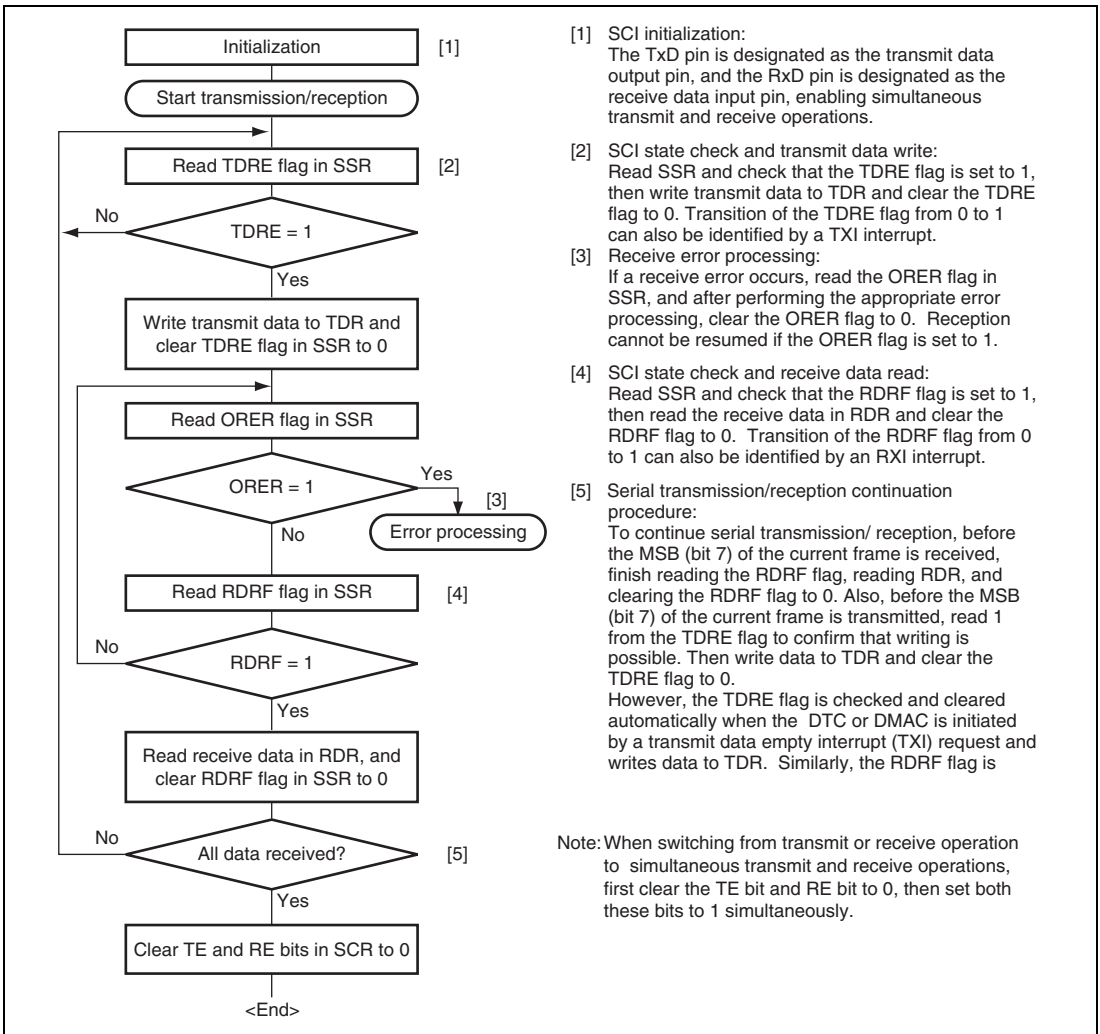 Initialization
[1]
Start transmission/reception
Read TDRE flag in SSR
[2]
No
TDRE = 1
Yes
Write transmit data to TDR and
clear TDRE flag in SSR to 0
Read ORER flag in SSR
ORER = 1
Yes
[3]
Error processing
No
Read RDRF flag in SSR
[4]
No
RDRF = 1
Yes
Read receive data in RDR, and
clear RDRF flag in SSR to 0
No
All data received?
[5]
Yes
Clear TE and RE bits in SCR to 0
<End>
[1] SCI initialization:
The TxD pin is designated as the transmit data
output pin, and the RxD pin is designated as the
receive data input pin, enabling simultaneous
transmit and receive operations.
[2] SCI state check and transmit data write:
Read SSR and check that the TDRE flag is set to 1,
then write transmit data to TDR and clear the TDRE
flag to 0. Transition of the TDRE flag from 0 to 1
can also be identified by a TXI interrupt.
[3] Receive error processing:
If a receive error occurs, read the ORER flag in
SSR, and after performing the appropriate error
processing, clear the ORER flag to 0. Reception
cannot be resumed if the ORER flag is set to 1.
[4] SCI state check and receive data read:
Read SSR and check that the RDRF flag is set to 1,
then read the receive data in RDR and clear the
RDRF flag to 0. Transition of the RDRF flag from 0
to 1 can also be identified by an RXI interrupt.
[5] Serial transmission/reception continuation
procedure:
To continue serial transmission/ reception, before
the MSB (bit 7) of the current frame is received,
finish reading the RDRF flag, reading RDR, and
clearing the RDRF flag to 0. Also, before the MSB
(bit 7) of the current frame is transmitted, read 1
from the TDRE flag to confirm that writing is
possible. Then write data to TDR and clear the
TDRE flag to 0.
However, the TDRE flag is checked and cleared
automatically when the DTC or DMAC is initiated
by a transmit data empty interrupt (TXI) request and
writes data to TDR. Similarly, the RDRF flag is
Note: When switching from transmit or receive operation
to simultaneous transmit and receive operations,
first clear the TE bit and RE bit to 0, then set both
these bits to 1 simultaneously.